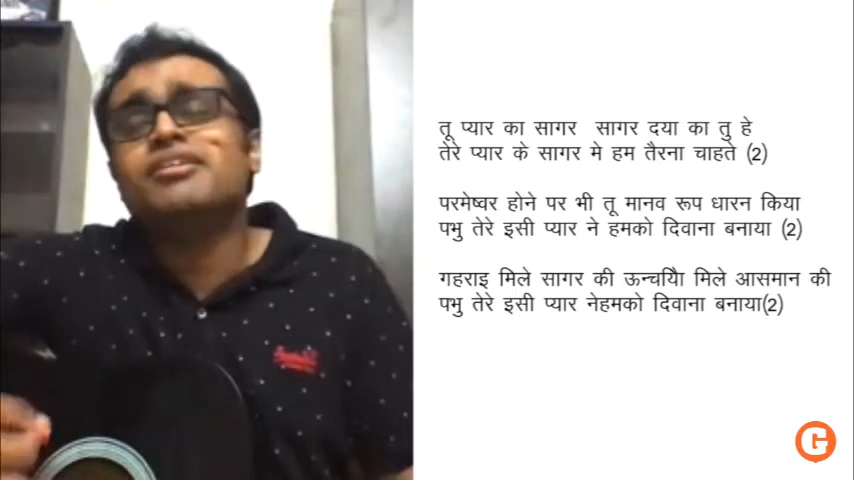 तू प्यार का सागर सागर दया का तु हे
तेरे प्यार के सागर मे हम तैरना चाहते (2)
परमेष्वर होने पर भी तू मानव रूप धारन किया
पभु तेरे इसी प्यार ने हमको दिवाना बनाया (2)
गहराइ मिले सागर की ऊन्चयिाै मिले आसमान की
पभु तेरे इसी प्यार नेहमको दिवाना बनाया(2)
G